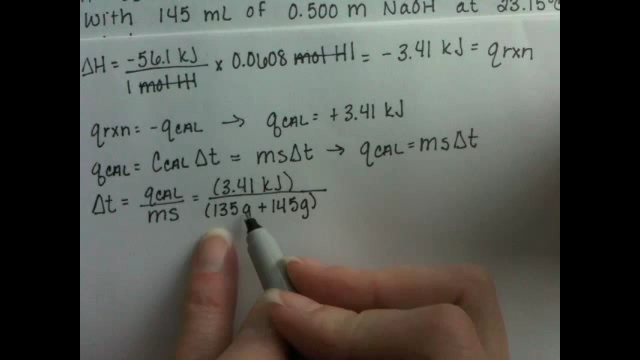 with 145 mL of 0.500 m NaOH at 23.15°
ΔH = -56.1 kJ / 1 mol HI × 0.0608 mol HI = - 3.41 kJ = qrxn
qrxn = -qCAL → qCAL = + 3.41 kJ
qCAL = CCAL Δt = msΔt → qCAL = msΔt
Δt = qCAL / ms = (3.41 kJ) / (135g + 145g)